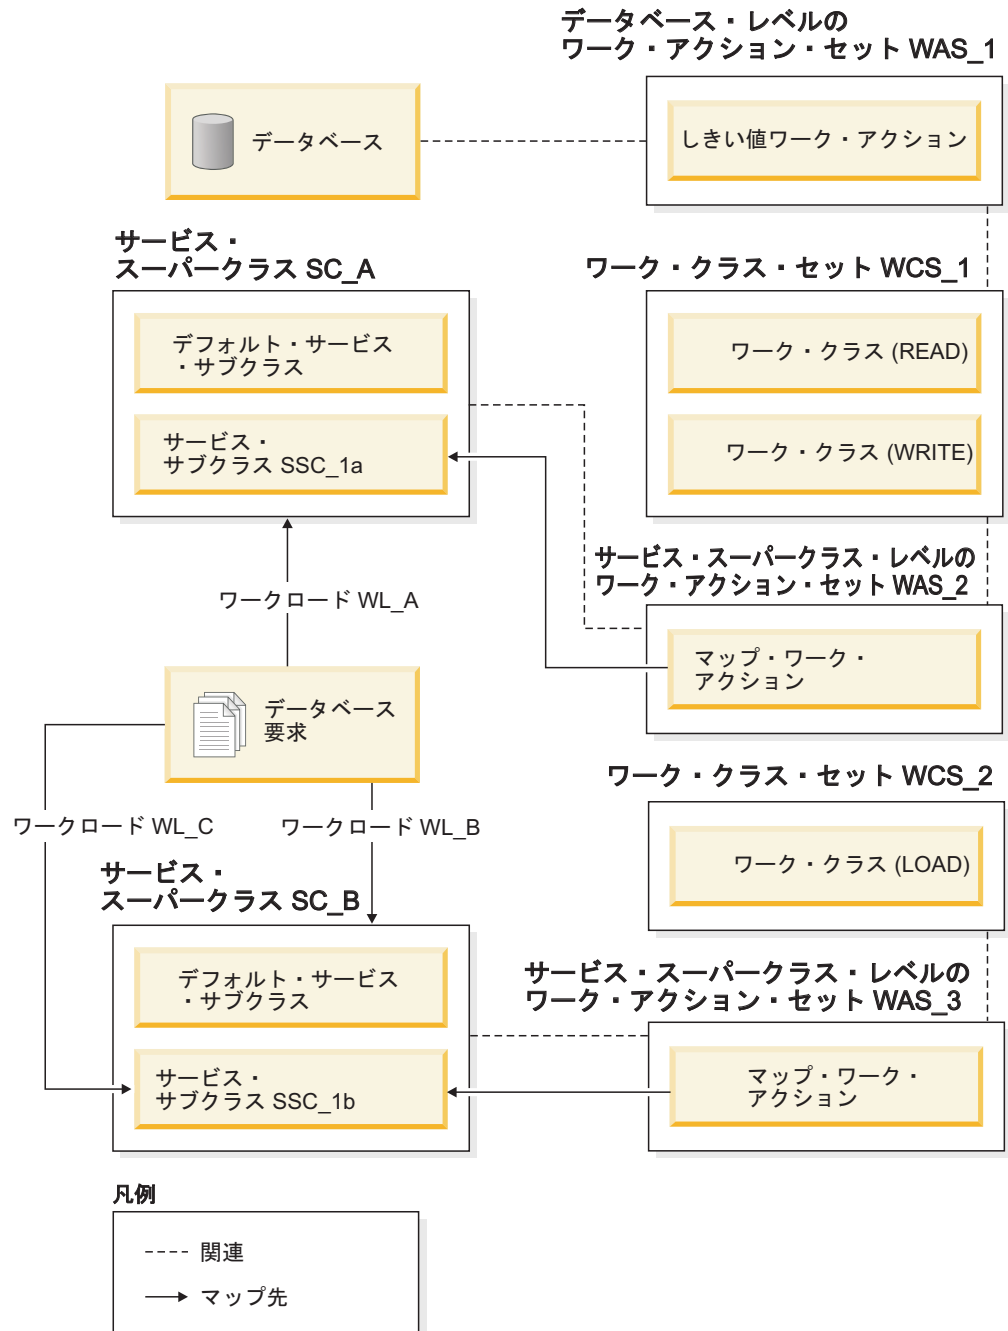 データベース・レベルの
ワーク・アクション・セット WAS_1
データベース
しきい値ワーク・アクション
サービス・
スーパークラス SC_A
ワーク・クラス・セット WCS_1
デフォルト・サービス
・サブクラス
ワーク・クラス (READ)
サービス・
サブクラス SSC_1a
ワーク・クラス (WRITE)
サービス・スーパークラス・レベルの
ワーク・アクション・セット WAS_2
ワークロード WL_A
マップ・ワーク・
アクション
データベース
要求
ワーク・クラス・セット WCS_2
ワークロード WL_C
ワークロード WL_B
ワーク・クラス (LOAD)
サービス・
スーパークラス SC_B
デフォルト・サービス
・サブクラス
サービス・スーパークラス・レベルの
ワーク・アクション・セット WAS_3
サービス・
サブクラス SSC_1b
マップ・ワーク・
アクション
凡例
関連
マップ先